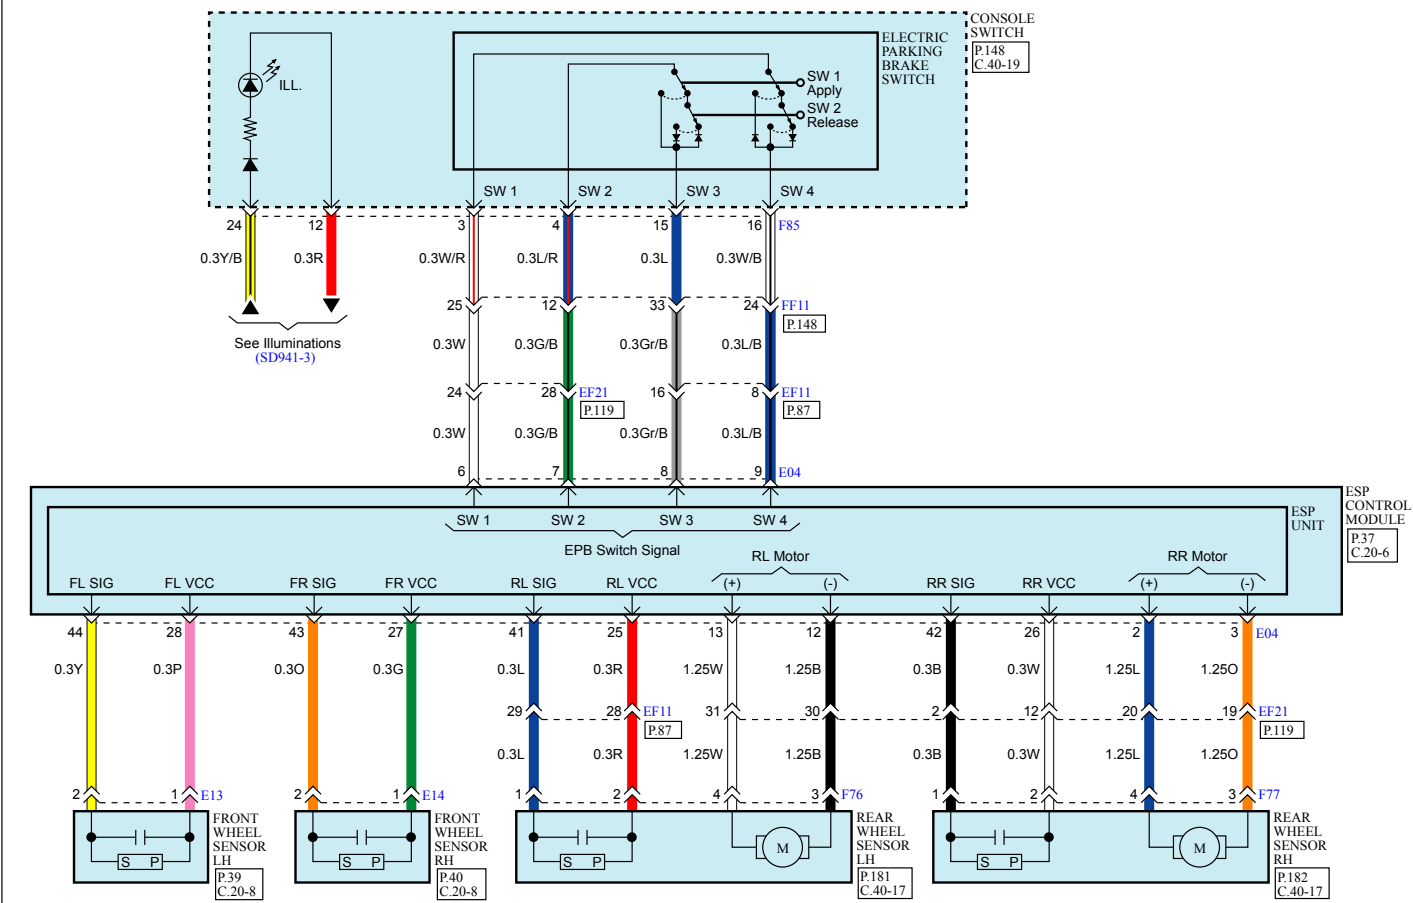 CONSOLE
SWITCH
P.148
C.40-19
ELECTRIC
PARKING
BRAKE
SWITCH
ILL.
SW 1
Apply
SW 2
Release
SW 1 SW 2 SW 3 SW 4
24 12 3 4 15 16 F85
0.3Y/B 0.3R 0.3W/R 0.3L/R 0.3L 0.3W/B
25 12 33 24 FF11
P.148
See Illuminations
(SD941-3)
0.3W 0.3G/B 0.3Gr/B 0.3L/B
24 28 EF21 16 8 EF11
P.119 P.87
0.3W 0.3G/B 0.3Gr/B 0.3L/B
6 7 8 9 E04
ESP
CONTROL
MODULE
P.37
C.20-6
ESP
UNIT
SW 1 SW 2 SW 3 SW 4
EPB Switch Signal
RL Motor RR Motor
FL SIG FL VCC FR SIG FR VCC RL SIG RL VCC (+) (-) RR SIG RR VCC (+) (-)
44 28 43 27 41 25 13 12 42 26 2 3 E04
0.3Y 0.3P 0.3O 0.3G 0.3L 0.3R 1.25W 1.25B 0.3B 0.3W 1.25L 1.25O
29 28 EF11 31 30 2 12 20 19 EF21
P.87 P.119
0.3L 0.3R 1.25W 1.25B 0.3B 0.3W 1.25L 1.25O
2 1 E13 2 1 E14 1 2 4 3 F76 1 2 4 3 F77
FRONT
WHEEL
SENSOR
LH
P.39
C.20-8
S P
FRONT
WHEEL
SENSOR
RH
P.40
C.20-8
S P
REAR
WHEEL
SENSOR
LH
P.181
C.40-17
S P
M
REAR
WHEEL
SENSOR
RH
P.182
C.40-17
S P
M